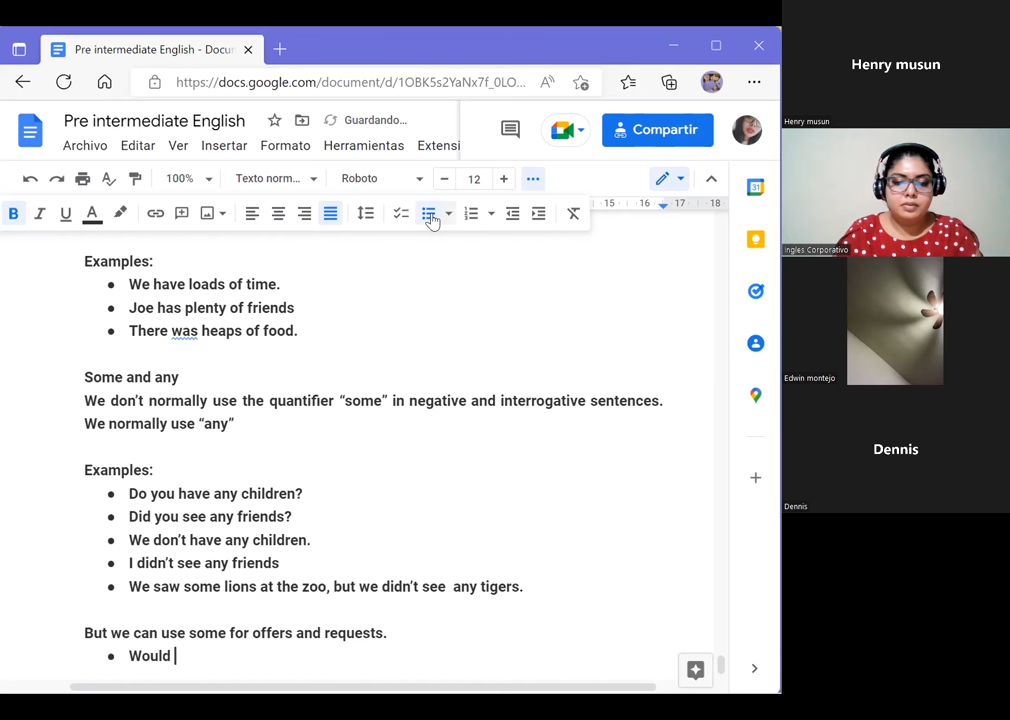 Pre intermediate English - Docur
https://docs.google.com/document/d/1OBK5s2YaNx7f_0LO...
Pre intermediate English
Guardando...
Archivo Editar Ver Insertar Formato Herramientas Extensi
Compartir
100% Texto norm... Roboto 12
15 16 17 18
Examples:
● We have loads of time.
● Joe has plenty of friends
● There was heaps of food.
Some and any
We don't normally use the quantifier “some” in negative and interrogative sentences.
We normally use “any”
Examples:
● Do you have any children?
● Did you see any friends?
● We don't have any children.
● I didn't see any friends
● We saw some lions at the zoo, but we didn't see  any tigers.
But we can use some for offers and requests.
● Would
31
Henry musun
Henry musun
Ingles Corporativo
Edwin montejo
Dennis
Dennis